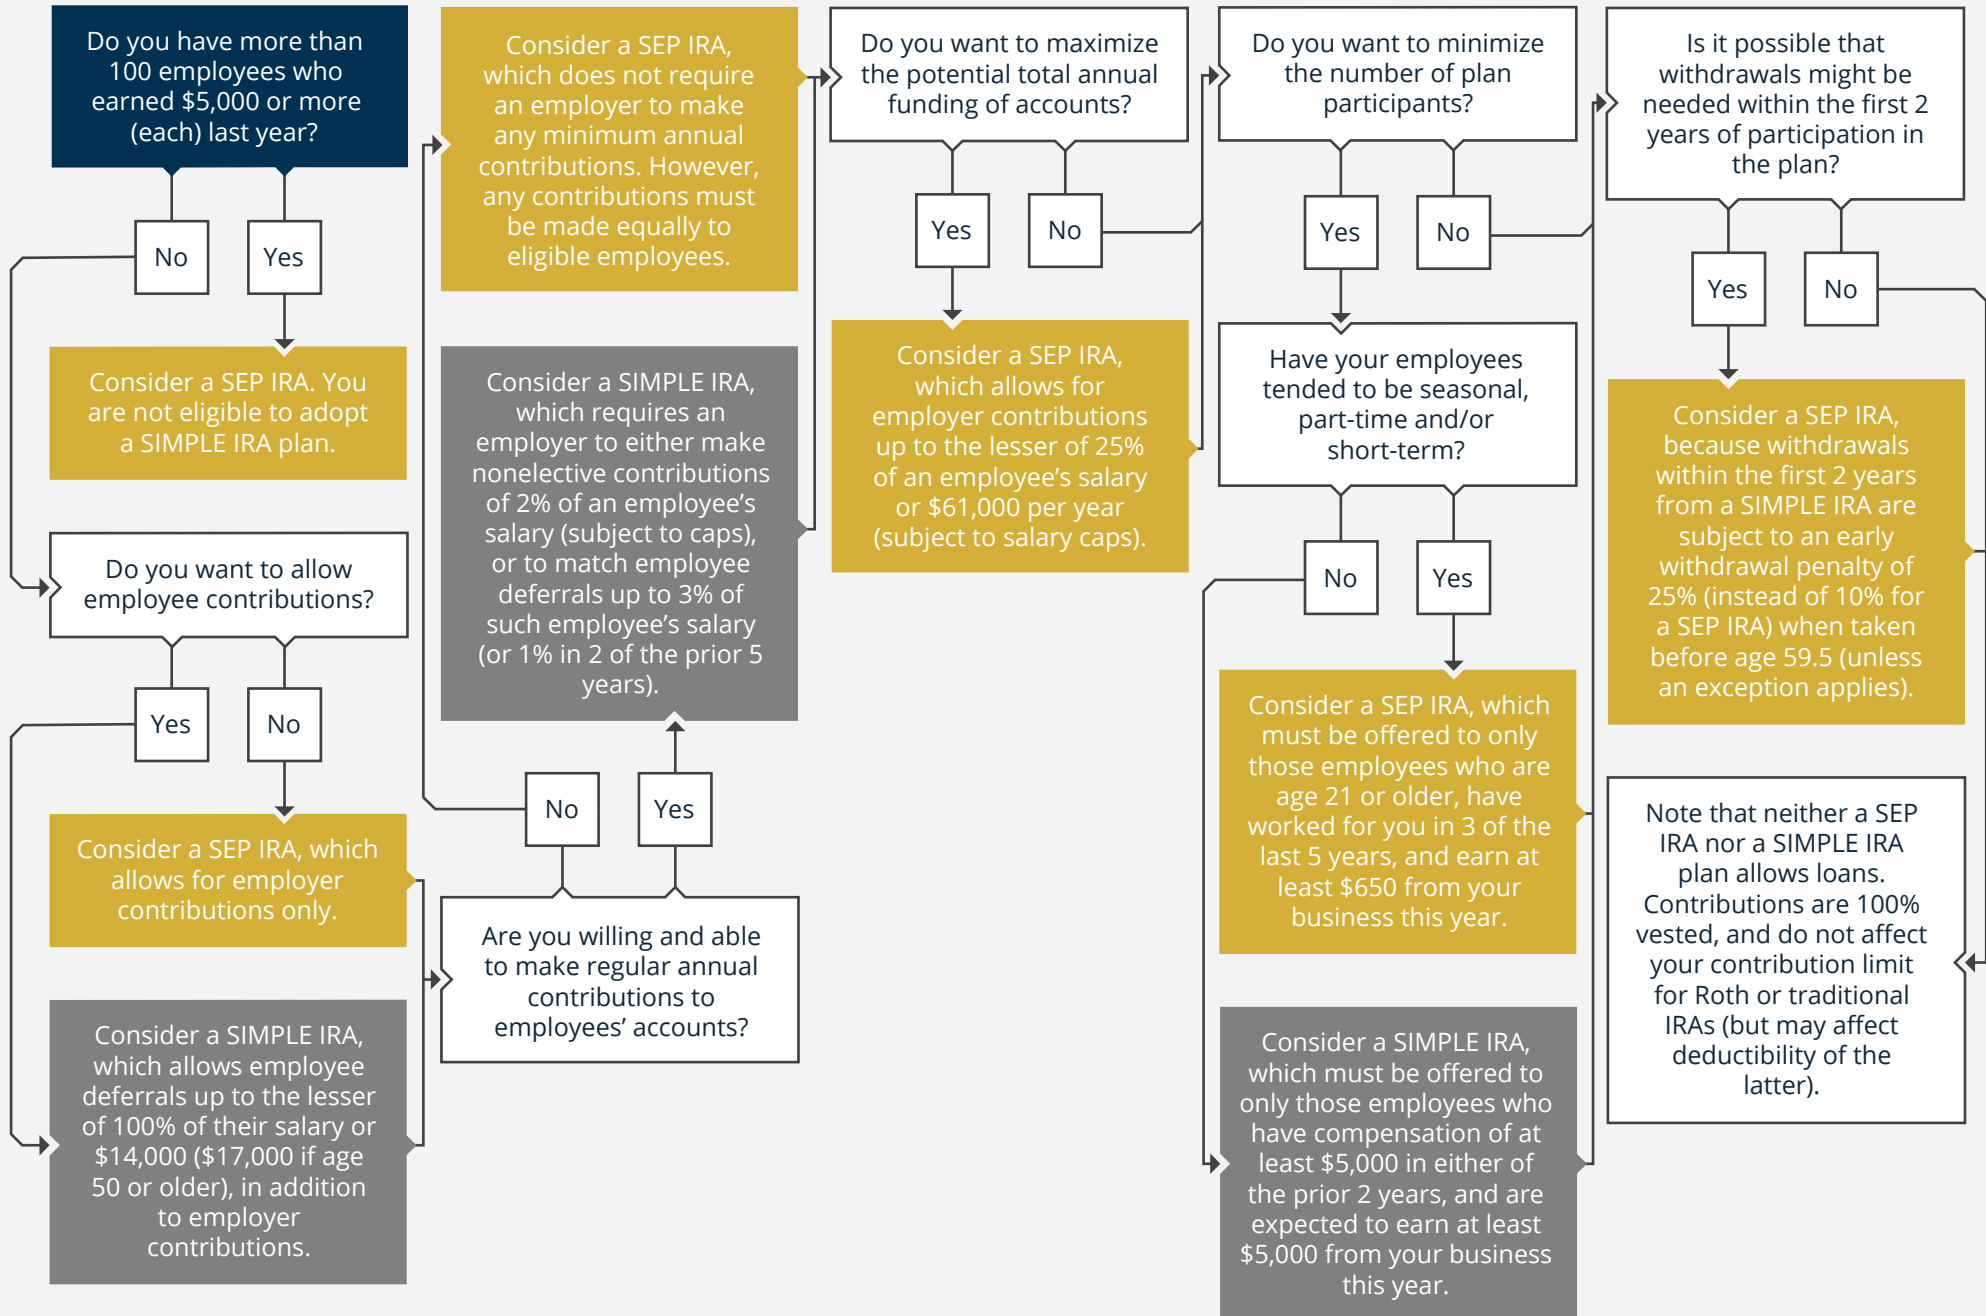 Do you have more than
100 employees who
earned $5,000 or more
(each) last year?
No
Yes
Consider a SEP IRA. You
are not eligible to adopt
a SIMPLE IRA plan.
Do you want to allow
employee contributions?
Yes
No
Consider a SEP IRA, which
allows for employer
contributions only.
Consider a SIMPLE IRA,
which allows employee
deferrals up to the lesser
of 100% of their salary or
$14,000 ($17,000 if age
50 or older), in addition
to employer
contributions.
Consider a SEP IRA,
which does not require
an employer to make
any minimum annual
contributions. However,
any contributions must
be made equally to
eligible employees.
Consider a SIMPLE IRA,
which requires an
employer to either make
nonelective contributions
of 2% of an employee’s
salary (subject to caps),
or to match employee
deferrals up to 3% of
such employee’s salary
(or 1% in 2 of the prior 5
years).
No
Yes
Are you willing and able
to make regular annual
contributions to
employees’ accounts?
Do you want to maximize
the potential total annual
funding of accounts?
Yes
No
Consider a SEP IRA,
which allows for
employer contributions
up to the lesser of 25%
of an employee’s salary
or $61,000 per year
(subject to salary caps).
Do you want to minimize
the number of plan
participants?
Yes
No
Have your employees
tended to be seasonal,
part-time and/or
short-term?
No
Yes
Consider a SEP IRA, which
must be offered to only
those employees who are
age 21 or older, have
worked for you in 3 of the
last 5 years, and earn at
least $650 from your
business this year.
Consider a SIMPLE IRA,
which must be offered to
only those employees who
have compensation of at
least $5,000 in either of
the prior 2 years, and are
expected to earn at least
$5,000 from your business
this year.
Is it possible that
withdrawals might be
needed within the first 2
years of participation in
the plan?
Yes
No
Consider a SEP IRA,
because withdrawals
within the first 2 years
from a SIMPLE IRA are
subject to an early
withdrawal penalty of
25% (instead of 10% for
a SEP IRA) when taken
before age 59.5 (unless
an exception applies).
Note that neither a SEP
IRA nor a SIMPLE IRA
plan allows loans.
Contributions are 100%
vested, and do not affect
your contribution limit
for Roth or traditional
IRAs (but may affect
deductibility of the
latter).